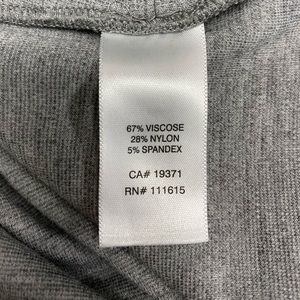 67% VISCOSE
28% NYLON
5% SPANDEX
CA# 19371
RN# 111615